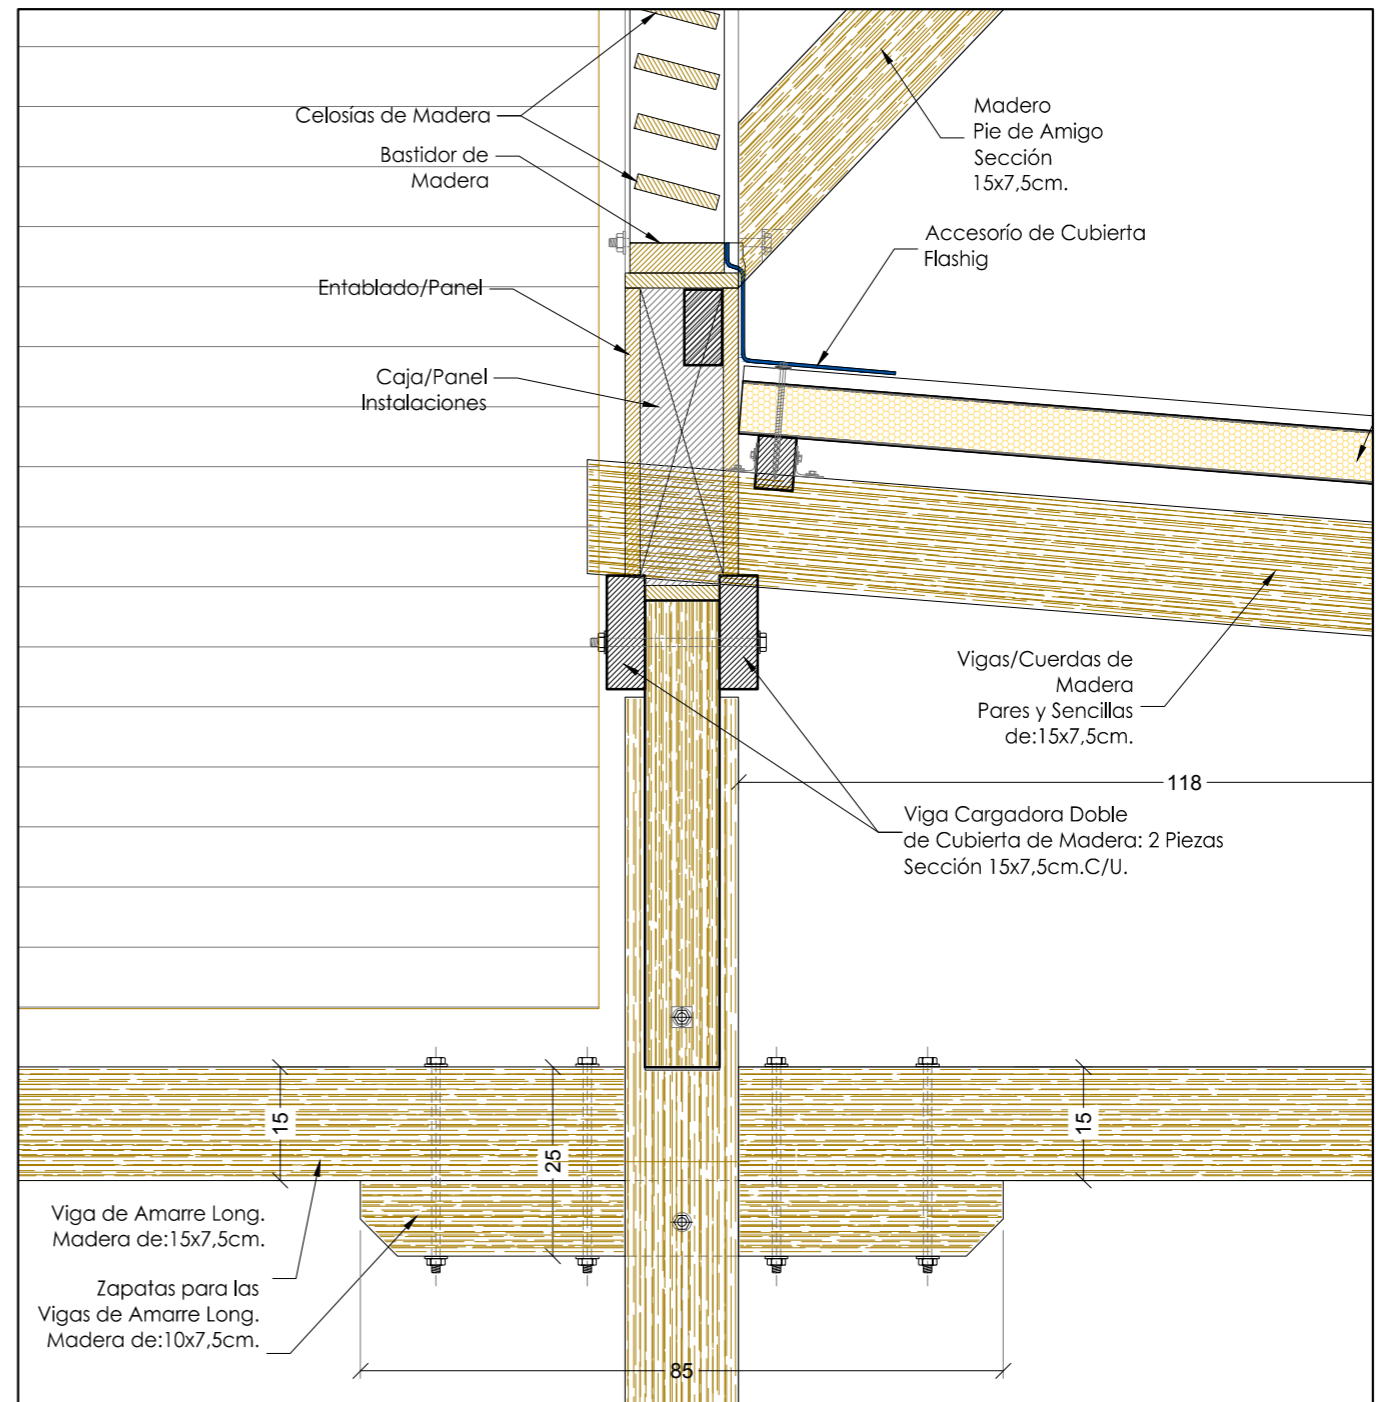 Celosías de Madera
Bastidor de
Madera
Entablado/Panel
Caja/Panel
Instalaciones
Madero
Pie de Amigo
Sección
15x7,5cm.
Accesorío de Cubierta
Flashig
Vigas/Cuerdas de
Madera
Pares y Sencillas
de:15x7,5cm.
118
Viga Cargadora Doble
de Cubierta de Madera: 2 Piezas
Sección 15x7,5cm.C/U.
15
25
15
Viga de Amarre Long.
Madera de:15x7,5cm.
Zapatas para las
Vigas de Amarre Long.
Madera de:10x7,5cm.
85